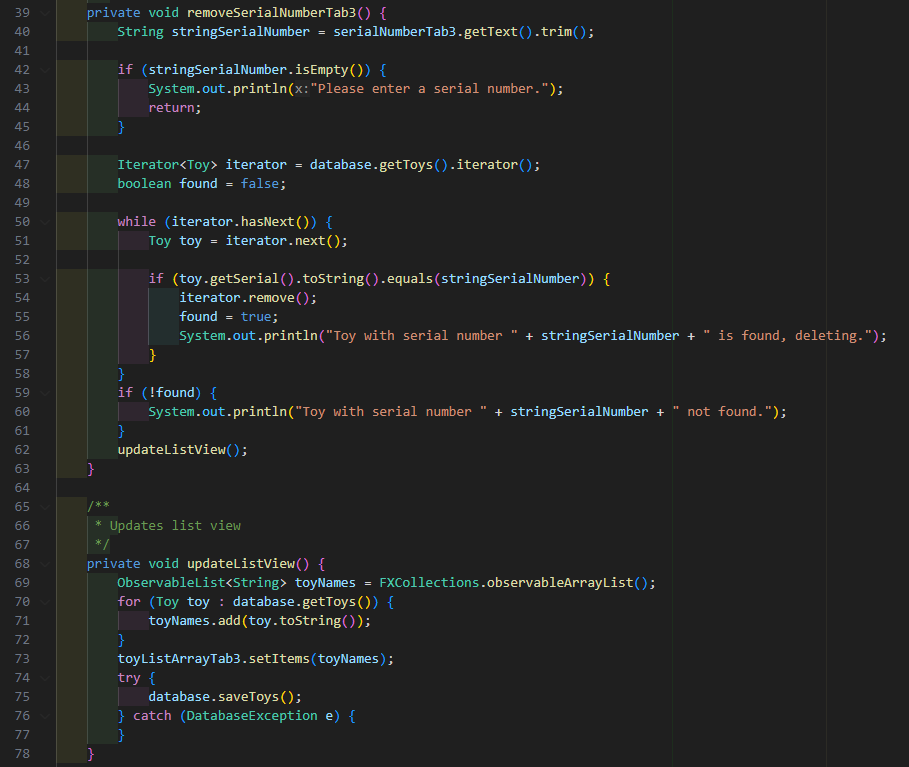 39 private void removeSerialNumberTab3() {
40 String stringSerialNumber = serialNumberTab3.getText().trim();
41
42 if (stringSerialNumber.isEmpty()) {
43 System.out.println(x:"Please enter a serial number.");
44 return;
45 }
46
47 Iterator<Toy> iterator = database.getToys().iterator();
48 boolean found = false;
49
50 while (iterator.hasNext()) {
51 Toy toy = iterator.next();
52
53 if (toy.getSerial().toString().equals(stringSerialNumber)) {
54 iterator.remove();
55 found = true;
56 System.out.println("Toy with serial number " + stringSerialNumber + " is found, deleting.");
57 }
58 }
59 if (!found) {
60 System.out.println("Toy with serial number " + stringSerialNumber + " not found.");
61 }
62 updateListView();
63 }
64
65 /**
66 * Updates list view
67 */
68 private void updateListView() {
69 ObservableList<String> toyNames = FXCollections.observableArrayList();
70 for (Toy toy : database.getToys()) {
71 toyNames.add(toy.toString());
72 }
73 toyListArrayTab3.setItems(toyNames);
74 try {
75 database.saveToys();
76 } catch (DatabaseException e) {
77 }
78 }